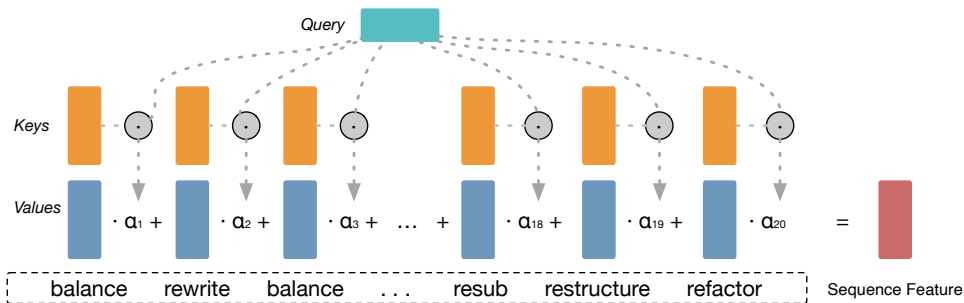 Query
Keys
Values · α1 + · α2 + · α3 + ... + · α18 + · α19 + · α20 =
balance rewrite balance . . . resub restructure refactor Sequence Feature